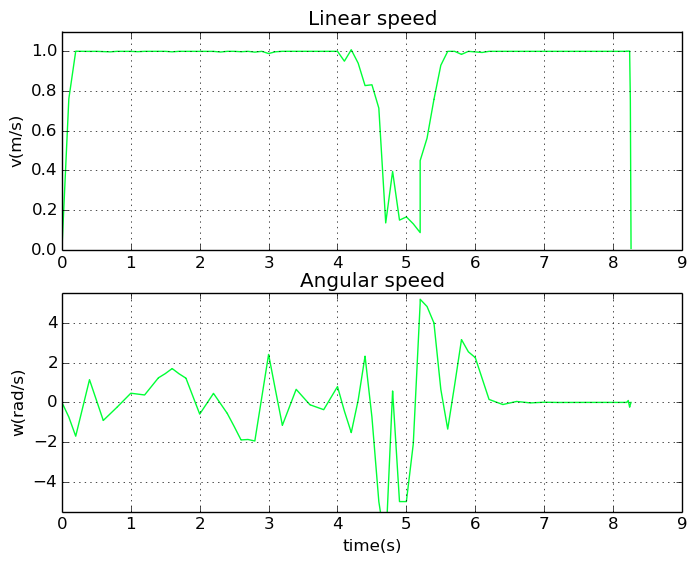 Linear speed
1.0
0.8
0.6
0.4
0.2
0.0
v(m/s)
0 1 2 3 4 5 6 7 8 9
Angular speed
4
2
0
−2
−4
w(rad/s)
0 1 2 3 4 5 6 7 8 9
time(s)